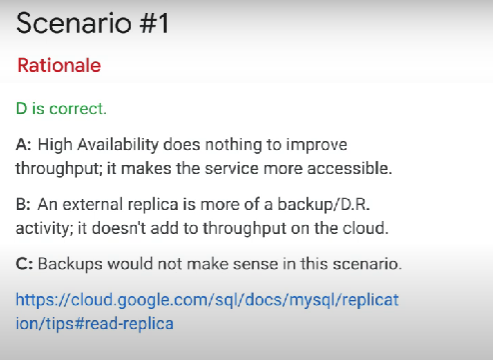 Scenario #1
Rationale
D is correct.
A: High Availability does nothing to improve
throughput; it makes the service more accessible.
B: An external replica is more of a backup/D.R.
activity; it doesn't add to throughput on the cloud.
C: Backups would not make sense in this scenario.
https://cloud.google.com/sql/docs/mysql/replicat
ion/tips#read-replica